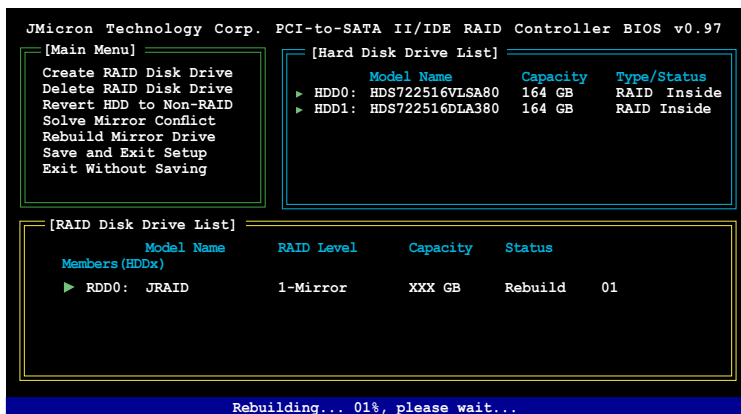 JMicron Technology Corp. PCI-to-SATA II/IDE RAID Controller BIOS v0.97
[Main Menu]
Create RAID Disk Drive
Delete RAID Disk Drive
Revert HDD to Non-RAID
Solve Mirror Conflict
Rebuild Mirror Drive
Save and Exit Setup
Exit Without Saving
[Hard Disk Drive List]
Model Name Capacity Type/Status
HDD0: HDS722516VLSA80 164 GB RAID Inside
HDD1: HDS722516DLA380 164 GB RAID Inside
[RAID Disk Drive List]
Model Name RAID Level Capacity Status
Members(HDDx)
RDD0: JRAID 1-Mirror XXX GB Rebuild 01
Rebuilding... 01%, please wait...